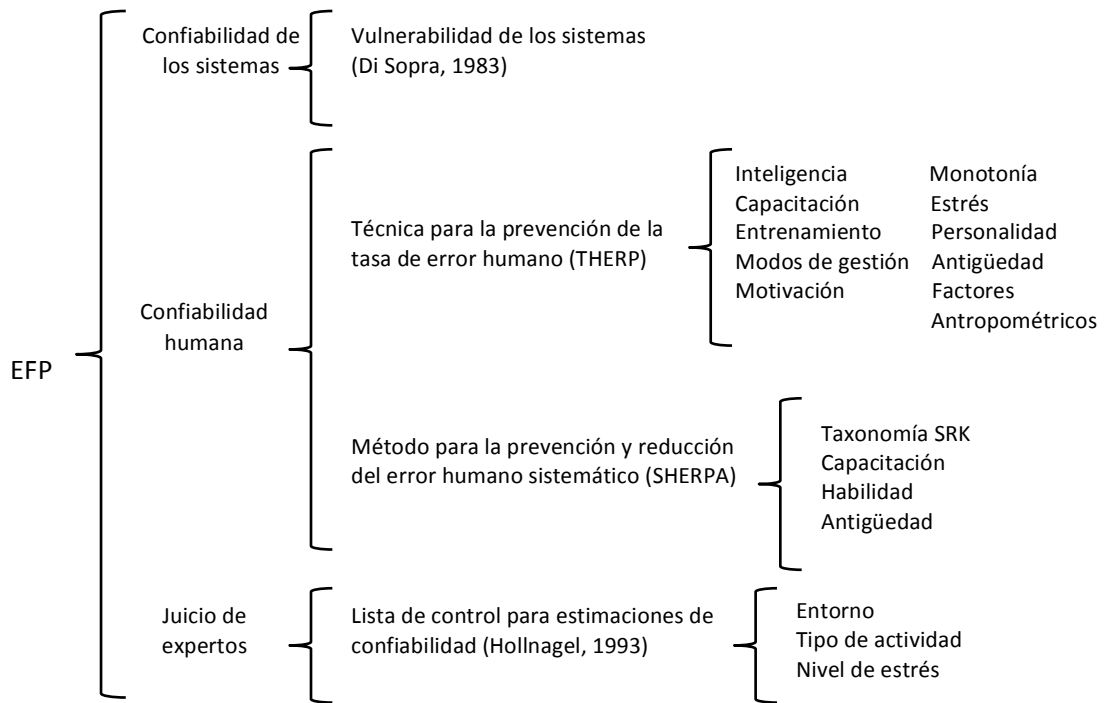 EFP
Confiabilidad de
los sistemas
Vulnerabilidad de los sistemas
(Di Sopra, 1983)
Confiabilidad
humana
Técnica para la prevención de la
tasa de error humano (THERP)
Inteligencia
Capacitación
Entrenamiento
Modos de gestión
Motivación
Monotonía
Estrés
Personalidad
Antigüedad
Factores
Antropométricos
Método para la prevención y reducción
del error humano sistemático (SHERPA)
Taxonomía SRK
Capacitación
Habilidad
Antigüedad
Juicio de
expertos
Lista de control para estimaciones de
confiabilidad (Hollnagel, 1993)
Entorno
Tipo de actividad
Nivel de estrés